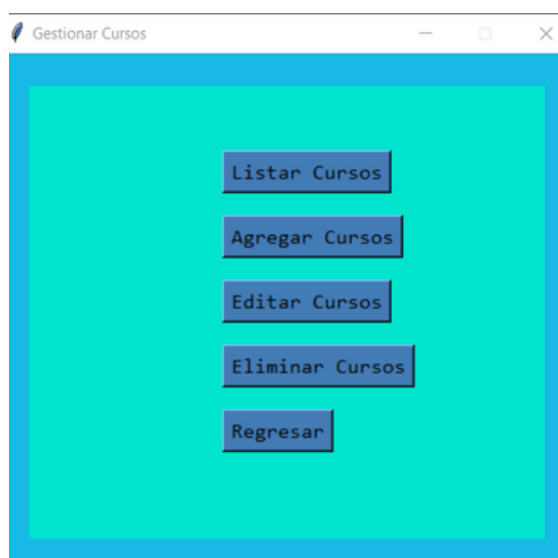 Gestionar Cursos
Listar Cursos
Agregar Cursos
Editar Cursos
Eliminar Cursos
Regresar